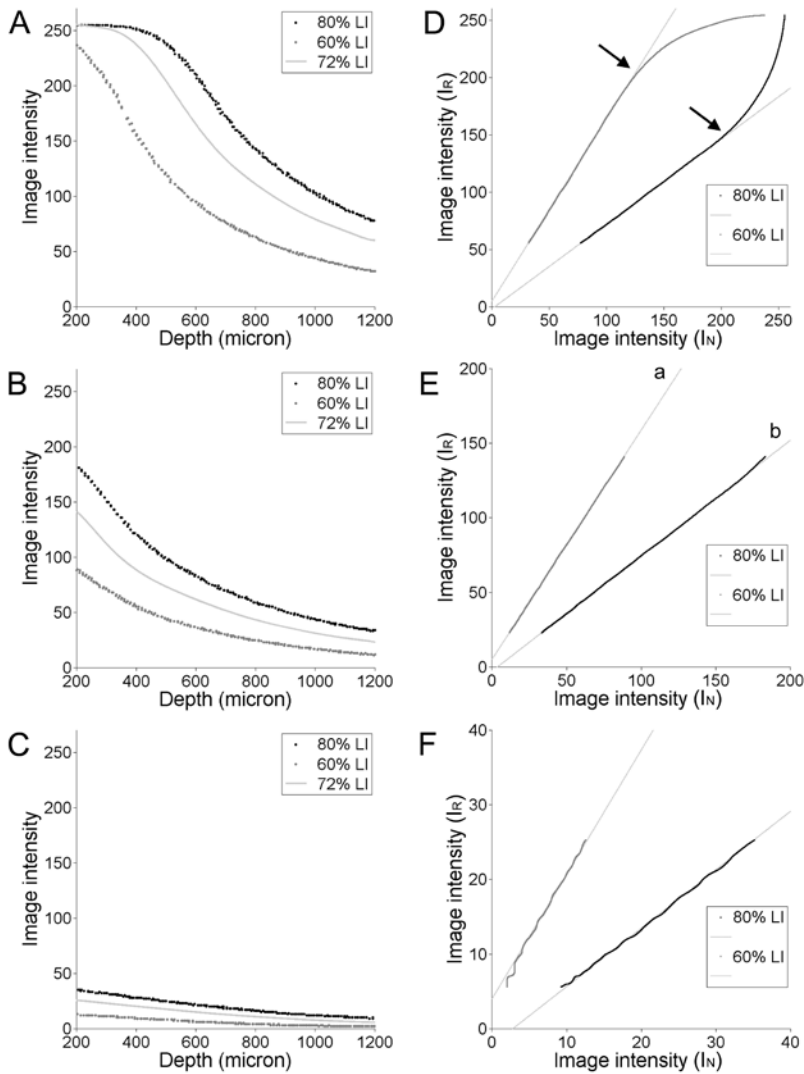 A
Image intensity
250
200
150
100
50
0
200 400 600 800 1000 1200
Depth (micron)
80% LI
60% LI
72% LI
D
Image intensity (IR)
250
200
150
100
50
0
0 50 100 150 200 250
Image intensity (IN)
80% LI
60% LI
B
Image intensity
250
200
150
100
50
0
200 400 600 800 1000 1200
Depth (micron)
80% LI
60% LI
72% LI
E
Image intensity (IR)
200
150
100
50
0
0 50 100 150 200
Image intensity (IN)
a
b
80% LI
60% LI
C
Image intensity
250
200
150
100
50
0
200 400 600 800 1000 1200
Depth (micron)
80% LI
60% LI
72% LI
F
Image intensity (IR)
40
30
20
10
0
0 10 20 30 40
Image intensity (IN)
80% LI
60% LI